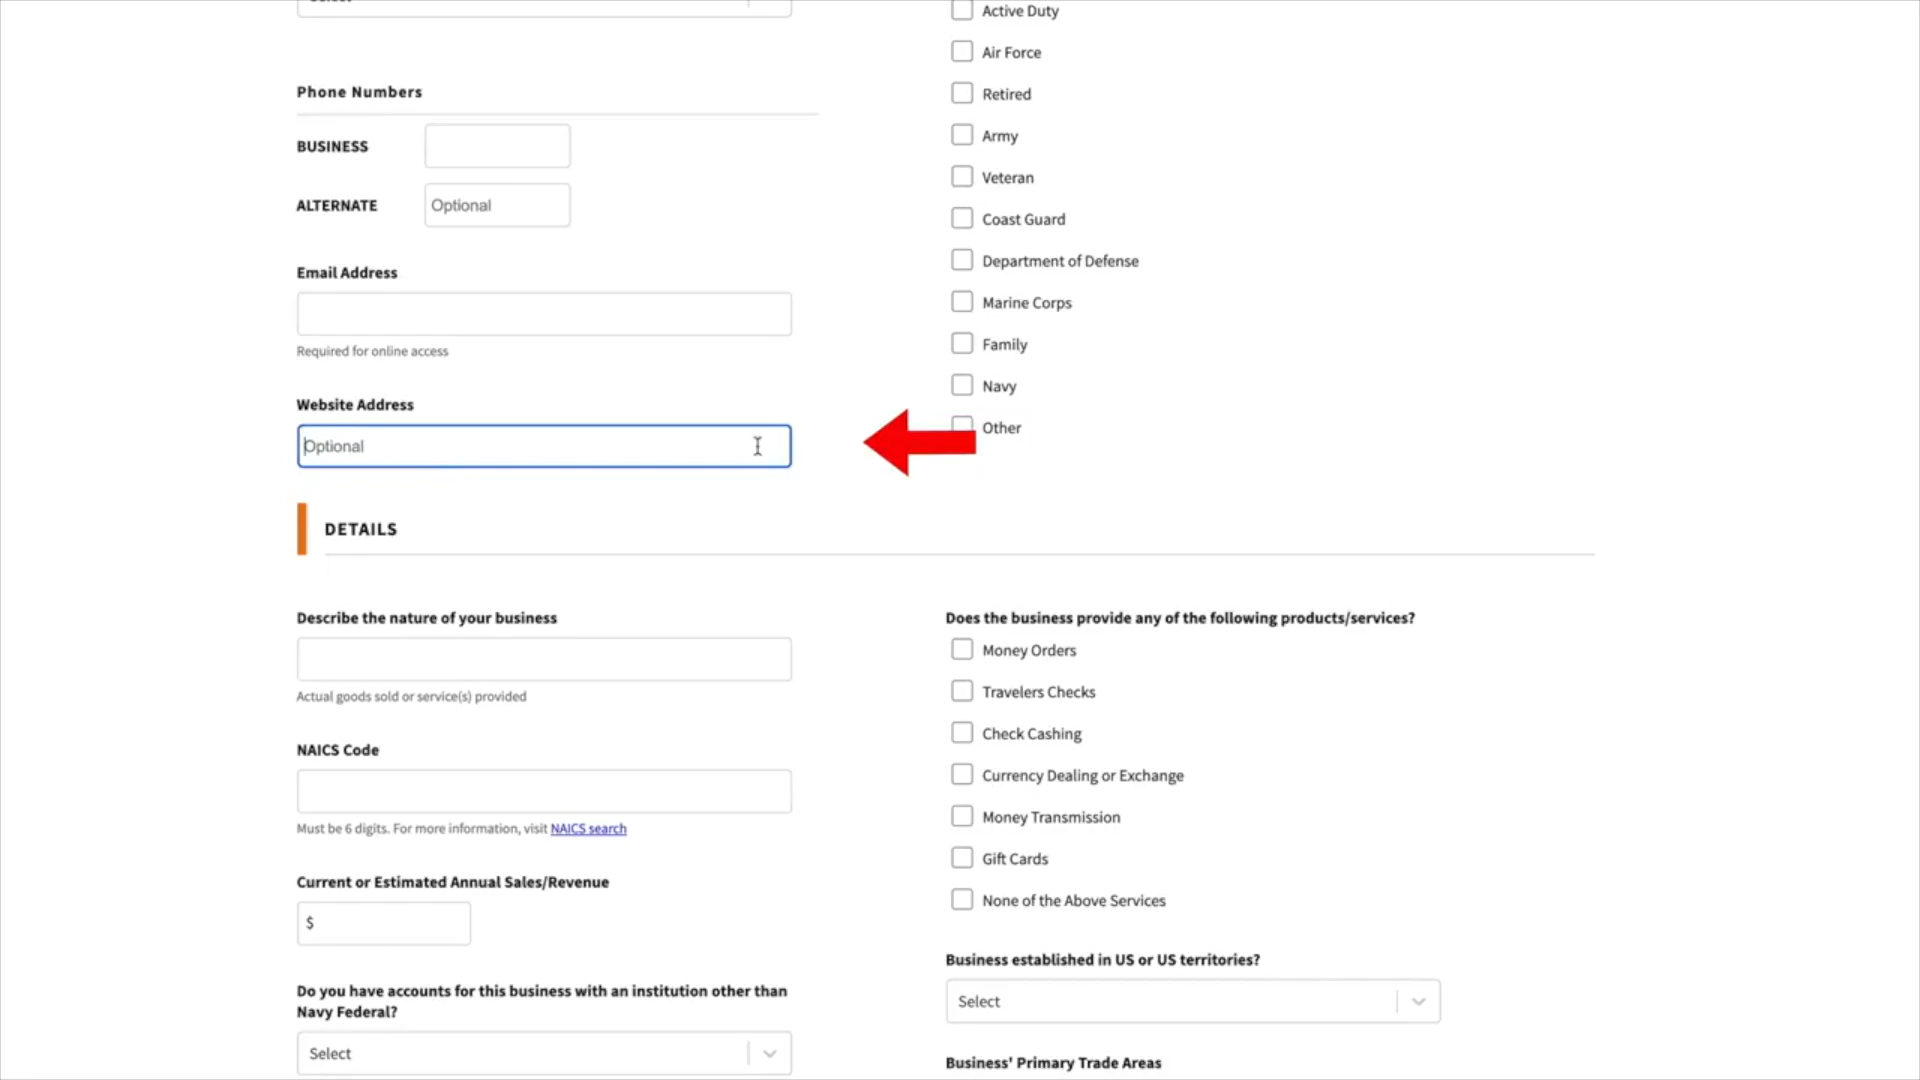 Phone Numbers
BUSINESS
ALTERNATE
Optional
Email Address
Required for online access
Website Address
Optional
Active Duty
Air Force
Retired
Army
Veteran
Coast Guard
Department of Defense
Marine Corps
Family
Navy
Other
DETAILS
Describe the nature of your business
Actual goods sold or service(s) provided
NAICS Code
Must be 6 digits. For more information, visit NAICS search
Current or Estimated Annual Sales/Revenue
$
Do you have accounts for this business with an institution other than
Navy Federal?
Select
Does the business provide any of the following products/services?
Money Orders
Travelers Checks
Check Cashing
Currency Dealing or Exchange
Money Transmission
Gift Cards
None of the Above Services
Business established in US or US territories?
Select
Business' Primary Trade Areas